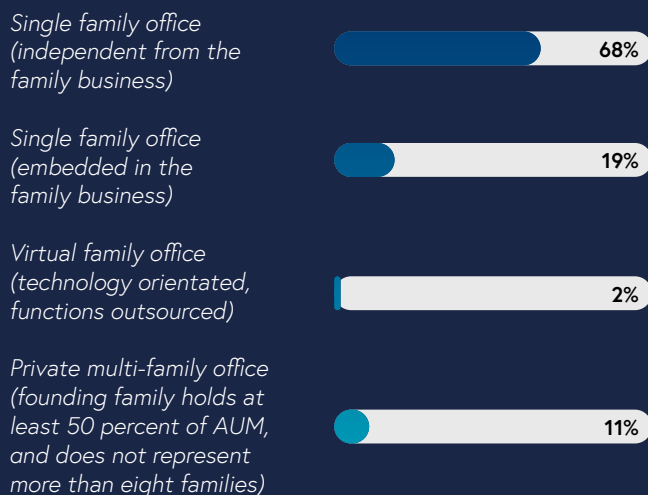 Single family office
(independent from the
family business)
68%
Single family office
(embedded in the
family business)
19%
Virtual family office
(technology orientated,
functions outsourced)
2%
Private multi-family office
(founding family holds at
least 50 percent of AUM,
and does not represent
more than eight families)
11%